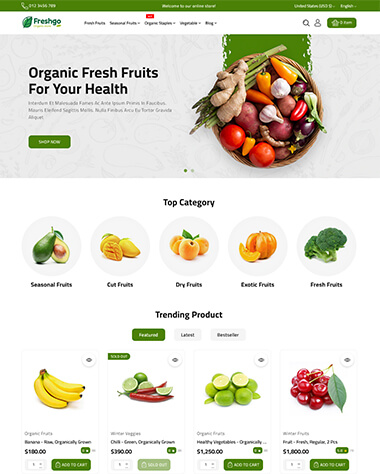 012 3456 789
Welcome to our online store!
United States (USD $)
English
Freshgo
Fresh Fruits
Seasonal Fruits
Organic Staples
Vegetable
Blog
0 item
Organic Fresh Fruits
For Your Health
Interdum Et Malesuada Fames Ac Ante Ipsum Primis In Faucibus.
Mauris Eleifend Sagittis Mollis. Nulla Finibus Arcu Eu Tortor Gravida
Aliquet
SHOP NOW
Top Category
Seasonal Fruits
Cut Fruits
Dry Fruits
Exotic Fruits
Fresh Fruits
Trending Product
Featured
Latest
Bestseller
SOLD OUT
Organic Fruits
Winter Veggies
Organic Fruits
Winter Fruits
Banana - Raw, Organically Grown
Chili - Green, Organically Grown
Healthy Vegetables - Organically ...
Fruit - Fresh, Regular, 2 Pcs
$180.00
$390.00
$1,250.00
$1,800.00
1
ADD TO CART
1
SOLD OUT
1
ADD TO CART
1
ADD TO CART